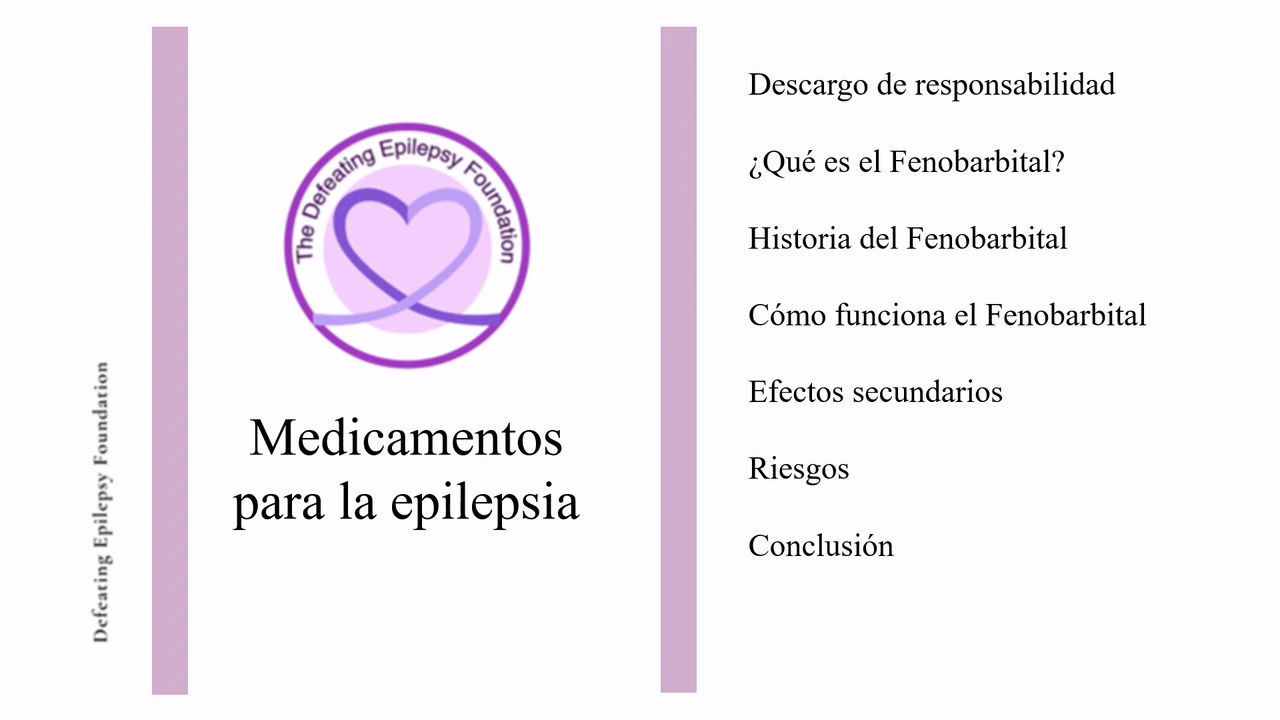 Defeating Epilepsy Foundation
The Defeating Epilepsy Foundation
Medicamentos
para la epilepsia
Descargo de responsabilidad
¿Qué es el Fenobarbital?
Historia del Fenobarbital
Cómo funciona el Fenobarbital
Efectos secundarios
Riesgos
Conclusión